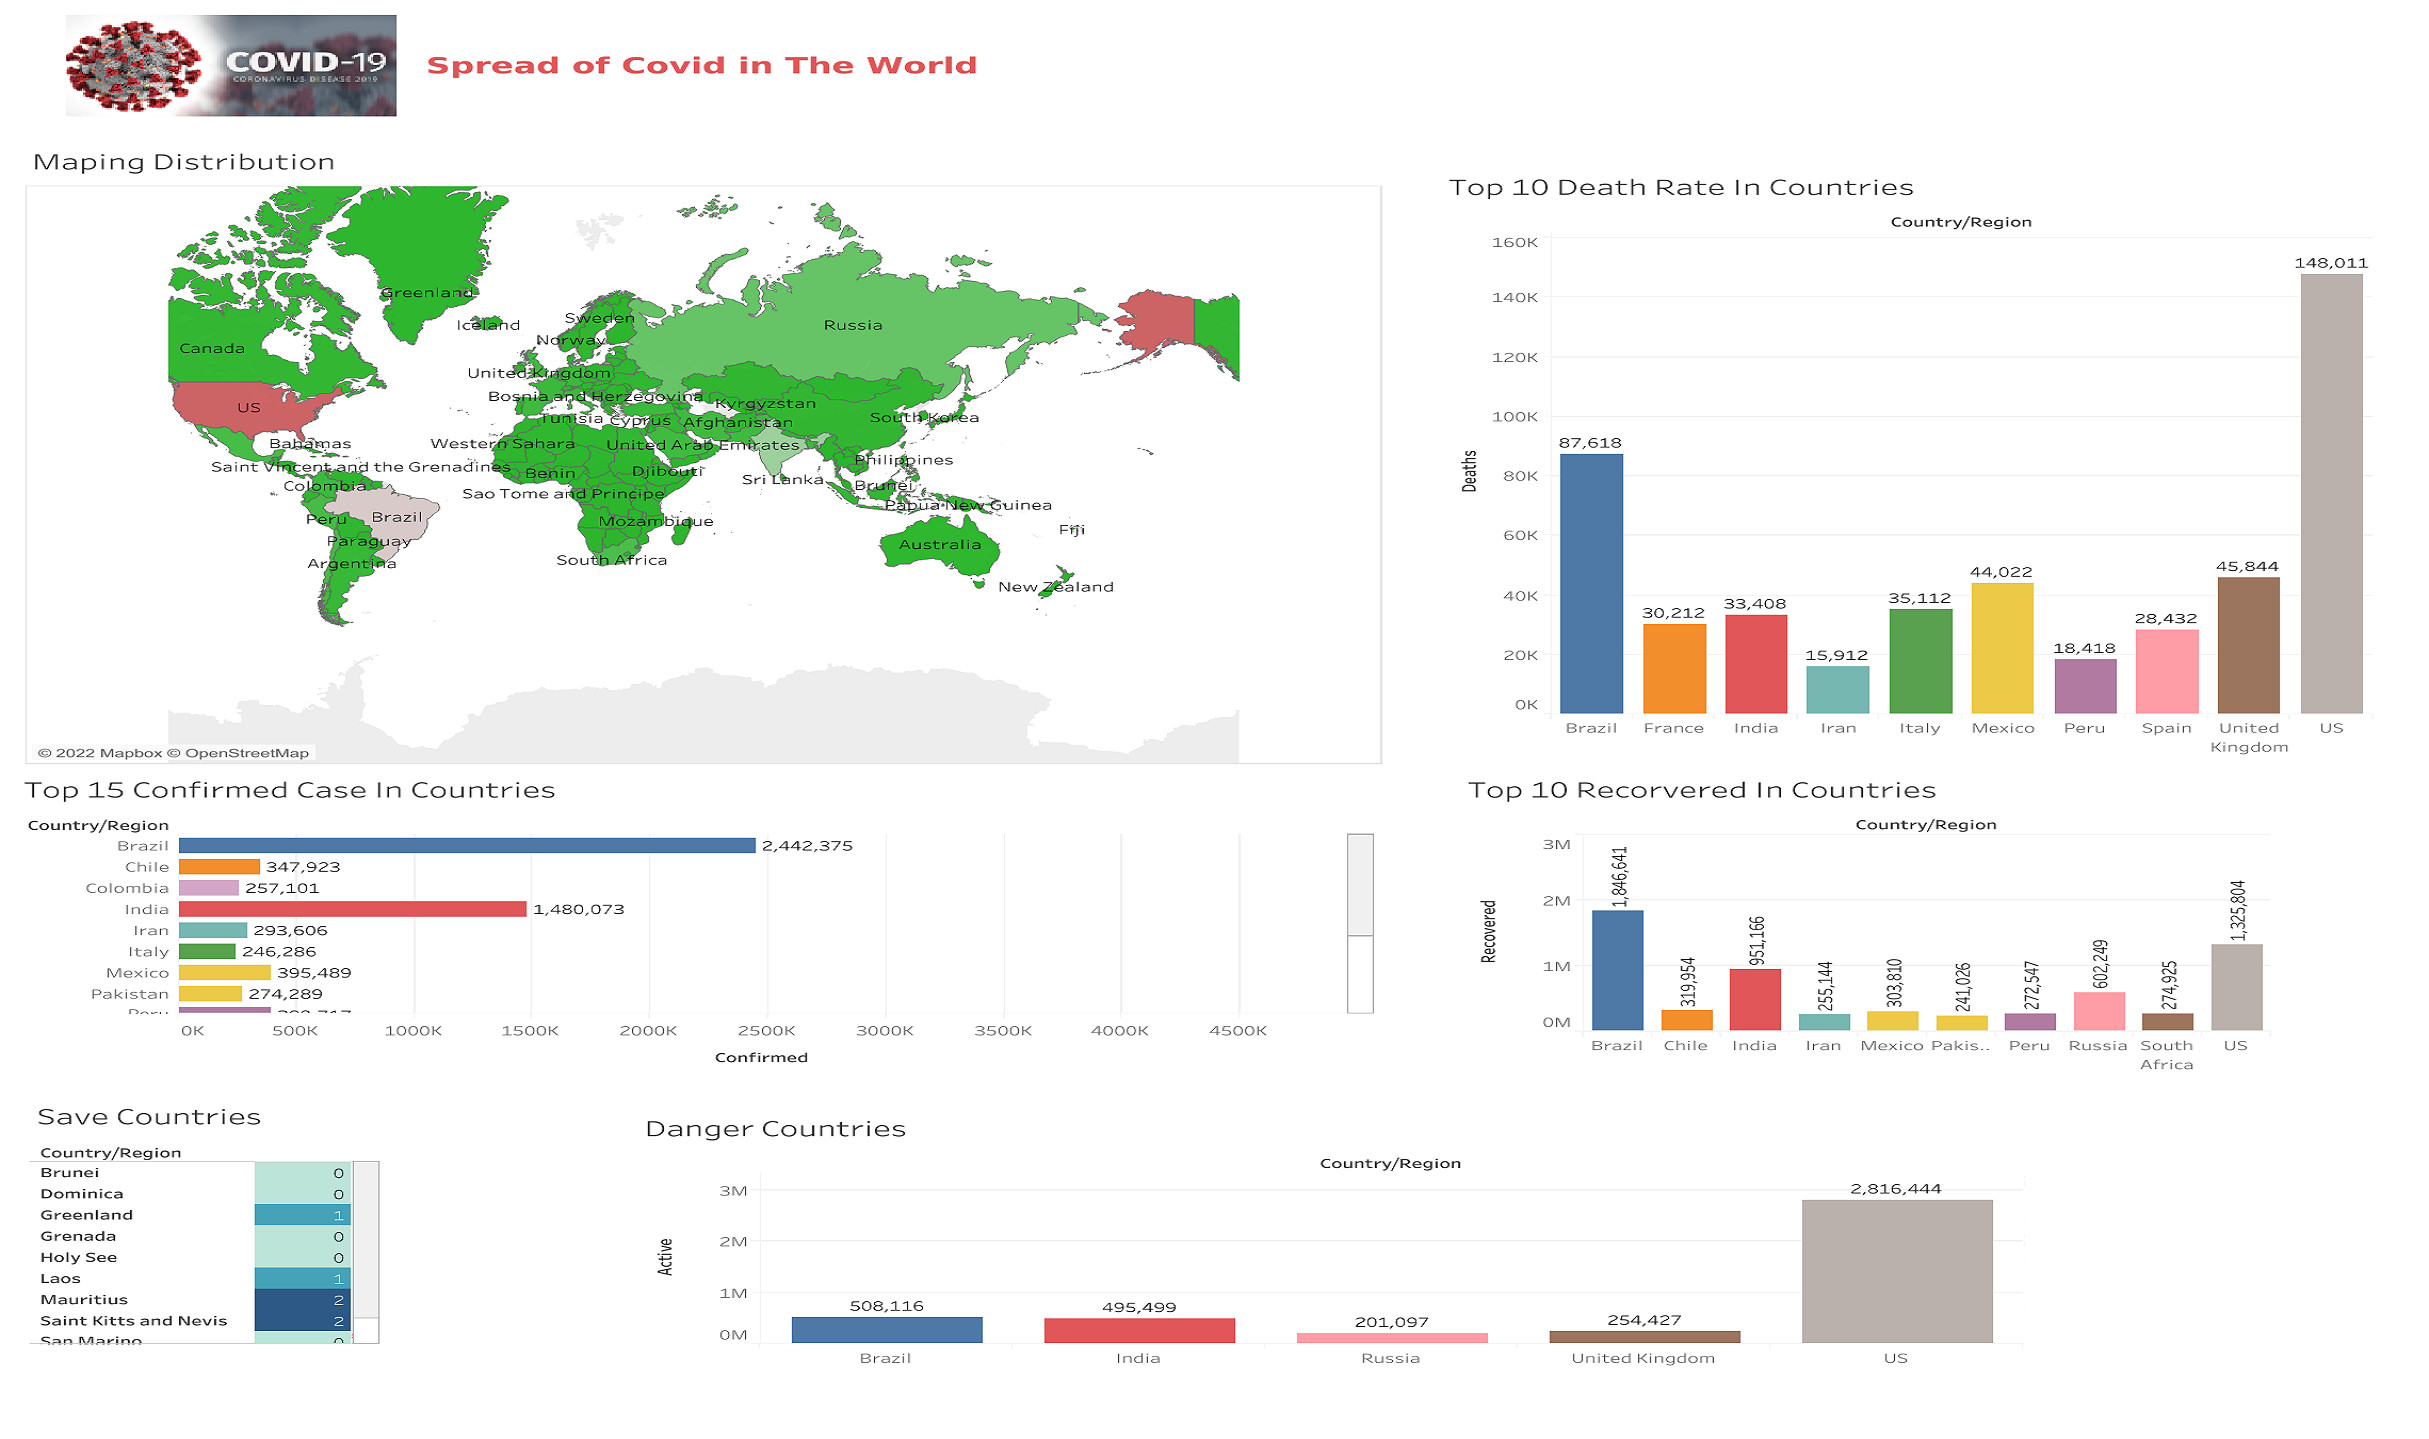 COVID-19
CORONAVIRUS DISEASE 2019
Spread of Covid in The World
Maping Distribution
Greenland
Iceland
Sweden
Norway
Russia
Canada
United Kingdom
US
Bosnia and Herzegovina
Kyrgyzstan
Tunisia
Cyprus
Afghanistan
South Korea
Bahamas
Western Sahara
United Arab Emirates
Saint Vincent and the Grenadines
Benin
Djibouti
Philippines
Colombia
Sao Tome and Principe
Sri Lanka
Brunei
Papua New Guinea
Peru
Brazil
Mozambique
Fiji
Paraguay
Australia
Argentina
South Africa
New Zealand
© 2022 Mapbox © OpenStreetMap
Top 10 Death Rate In Countries
Country/Region
Deaths
160K
140K
120K
100K
80K
60K
40K
20K
0K
87,618
30,212
33,408
15,912
35,112
44,022
18,418
28,432
45,844
148,011
Brazil
France
India
Iran
Italy
Mexico
Peru
Spain
United
Kingdom
US
Top 15 Confirmed Case In Countries
Country/Region
Brazil 2,442,375
Chile 347,923
Colombia 257,101
India 1,480,073
Iran 293,606
Italy 246,286
Mexico 395,489
Pakistan 274,289
Peru
0K 500K 1000K 1500K 2000K 2500K 3000K 3500K 4000K 4500K
Confirmed
Top 10 Recorvered In Countries
Country/Region
Recovered
3M
2M
1M
0M
1,846,641
319,954
951,166
255,144
303,810
241,026
272,547
602,249
274,925
1,325,804
Brazil
Chile
India
Iran
Mexico
Pakis..
Peru
Russia
South
Africa
US
Save Countries
Country/Region
Brunei 0
Dominica 0
Greenland 1
Grenada 0
Holy See 0
Laos 1
Mauritius 2
Saint Kitts and Nevis 2
San Marino 0
Danger Countries
Country/Region
Active
3M
2M
1M
0M
508,116
495,499
201,097
254,427
2,816,444
Brazil
India
Russia
United Kingdom
US